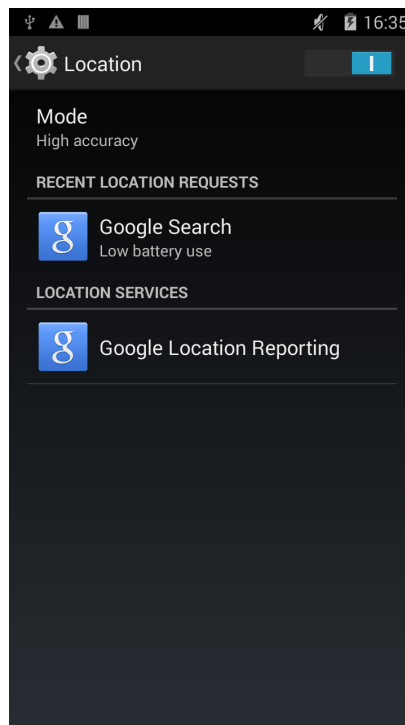 16:35
Location
Mode
High accuracy
RECENT LOCATION REQUESTS
g Google Search
Low battery use
LOCATION SERVICES
g Google Location Reporting